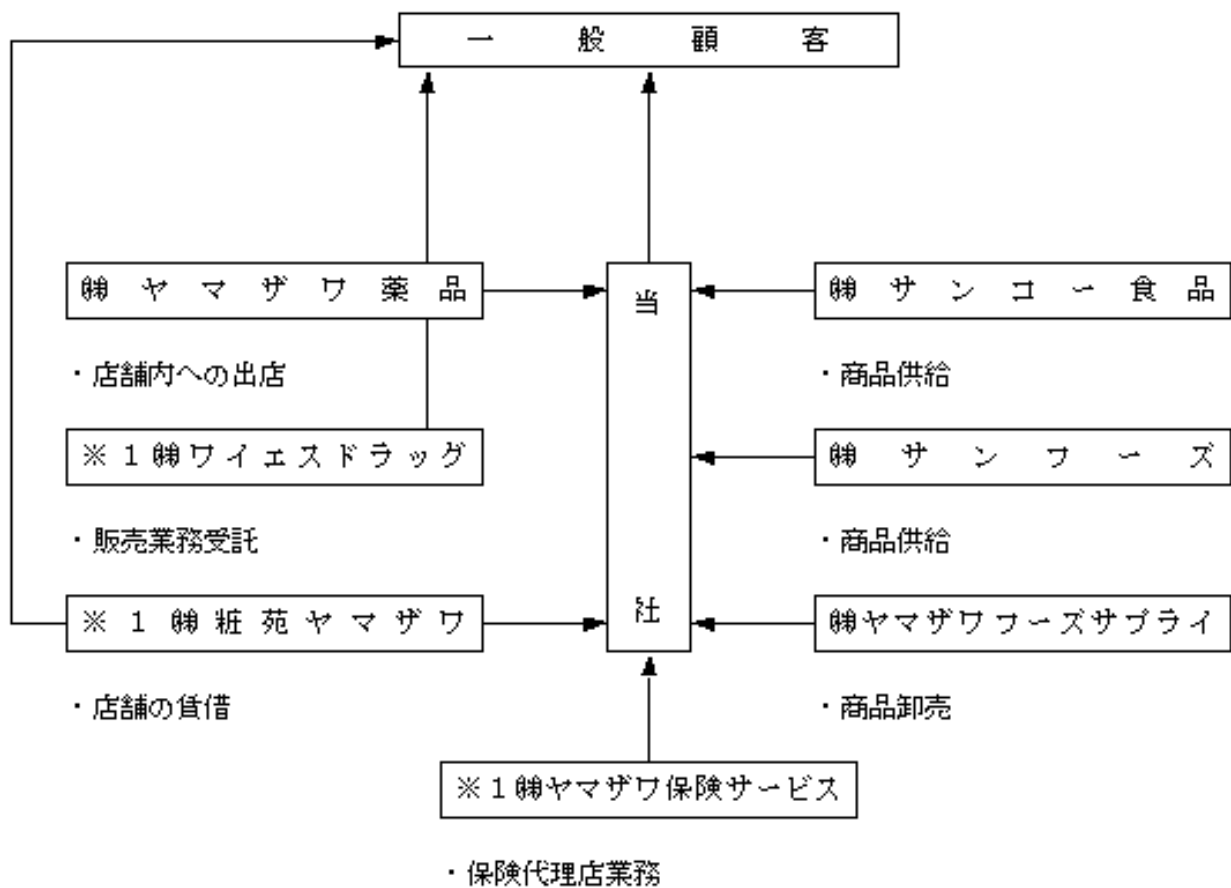 一般顧客
㈱ヤマザワ薬品
当社
㈱サンコー食品
・店舗内への出店
・商品供給
※1㈱ワイエスドラッグ
㈱サンフーズ
・販売業務受託
・商品供給
※1㈱粧苑ヤマザワ
㈱ヤマザワフーズサプライ
・店舗の賃借
・商品卸売
※1㈱ヤマザワ保険サービス
・保険代理店業務